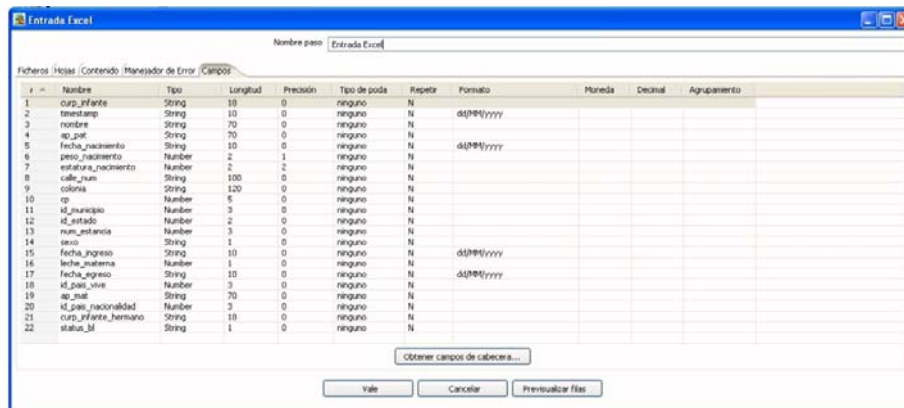 Entrada Excel
Nombre paso Entrada Excel
Ficheros Hojas Contenido Manejador de Error Campos
# Nombre Tipo Longitud Precisión Tipo de poda Repetir Formato Moneda Decimal Agrupamiento
1 curp_infante String 18 0 ninguno N
2 timestamp String 10 0 ninguno N dd/MM/yyyy
3 nombre String 70 0 ninguno N
4 ap_pat String 70 0 ninguno N
5 fecha_nacimiento String 10 0 ninguno N dd/MM/yyyy
6 peso_nacimiento Number 2 1 ninguno N
7 estatura_nacimiento Number 2 2 ninguno N
8 calle_num String 100 0 ninguno N
9 colonia String 120 0 ninguno N
10 cp Number 5 0 ninguno N
11 id_municipio Number 3 0 ninguno N
12 id_estado Number 2 0 ninguno N
13 num_estancia Number 3 0 ninguno N
14 sexo String 1 0 ninguno N
15 fecha_ingreso String 10 0 ninguno N dd/MM/yyyy
16 leche_materna Number 1 0 ninguno N
17 fecha_egreso String 10 0 ninguno N dd/MM/yyyy
18 id_pais_vive Number 3 0 ninguno N
19 ap_mat String 70 0 ninguno N
20 id_pais_nacionalidad Number 3 0 ninguno N
21 curp_infante_hermano String 18 0 ninguno N
22 status_bl String 1 0 ninguno N
Obtener campos de cabecera...
Vale Cancelar Previsualizar filas